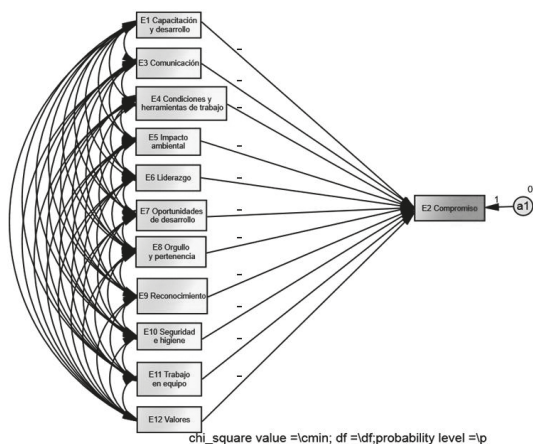 E1 Capacitación
y desarrollo
E3 Comunicación
E4 Condiciones y
herramientas de trabajo
E5 Impacto
ambiental
E6 Liderazgo
E7 Oportunidades
de desarrollo
E8 Orgullo
y pertenencia
E9 Reconocimiento
E10 Seguridad
e higiene
E11 Trabajo
en equipo
E12 Valores
E2 Compromiso
1
0
a1
chi_square value =\cmin; df =\df;probability level =\p